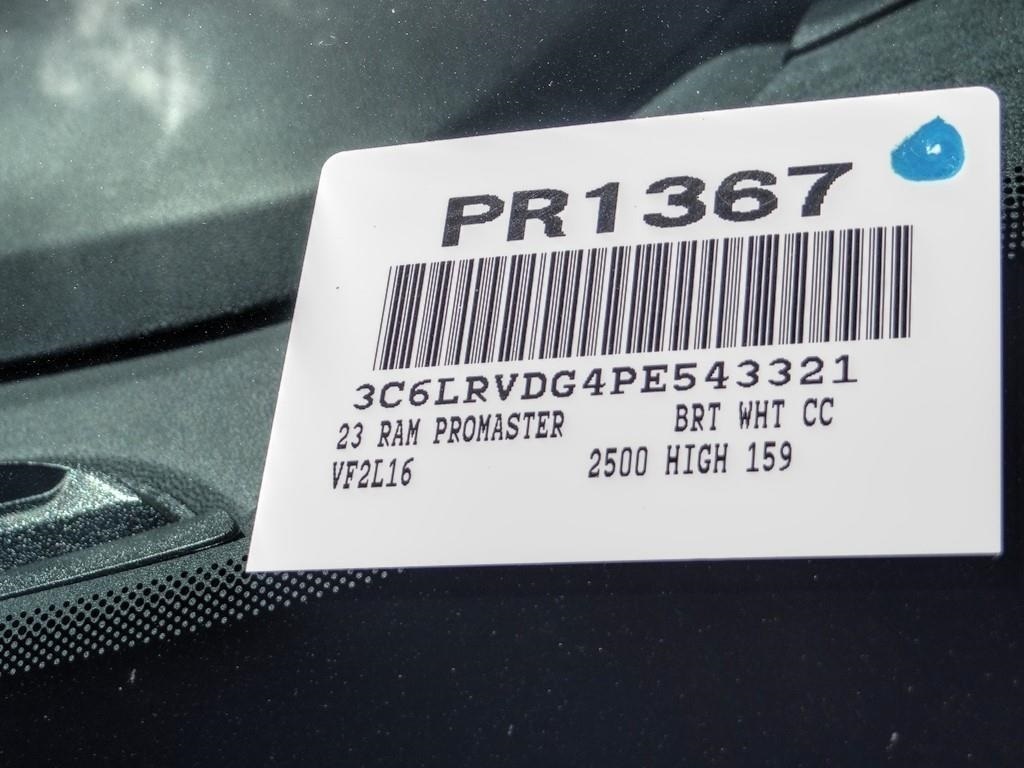 PR1367
3C6LRVDG4PE543321
23 RAM PROMASTER BRT WHT CC
VF2L16 2500 HIGH 159